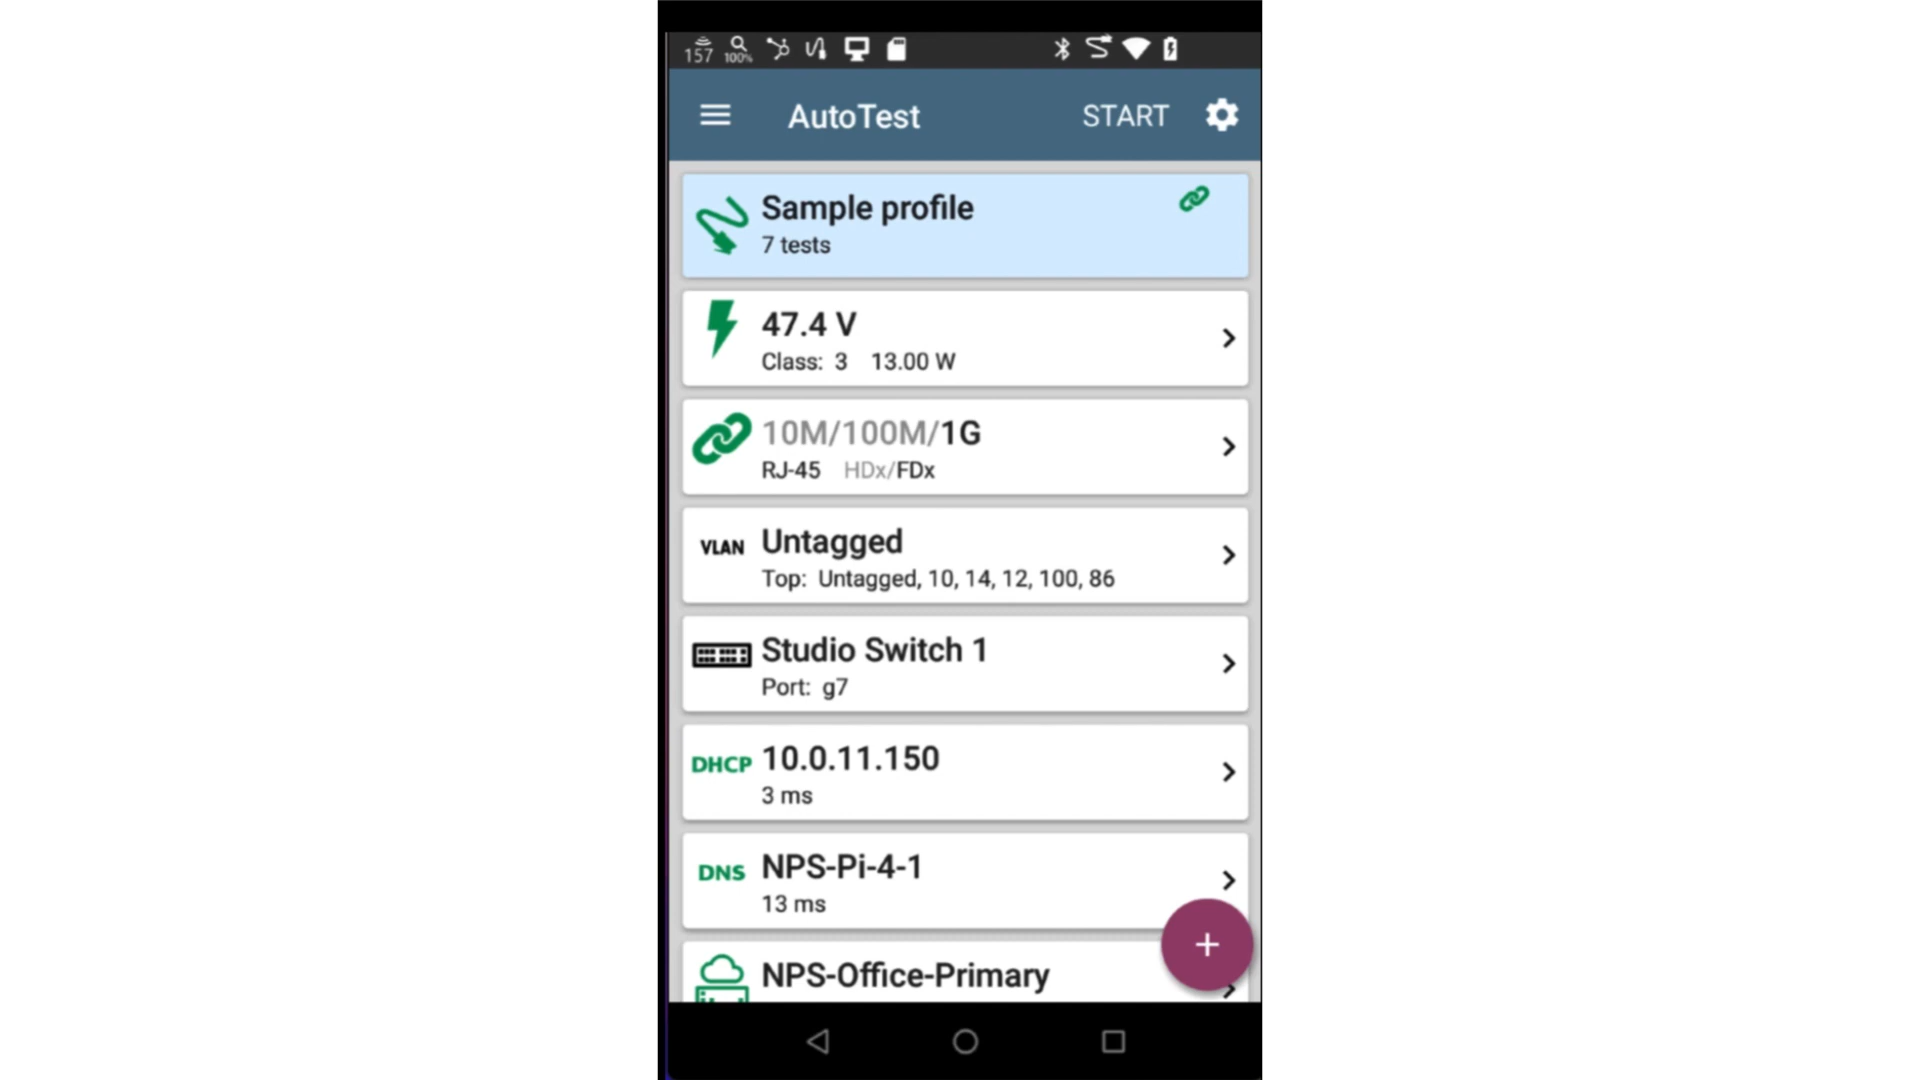 157 100%
AutoTest START
Sample profile
7 tests
47.4 V
Class: 3 13.00 W
10M/100M/1G
RJ-45 HDx/FDx
VLAN Untagged
Top: Untagged, 10, 14, 12, 100, 86
Studio Switch 1
Port: g7
DHCP 10.0.11.150
3 ms
DNS NPS-Pi-4-1
13 ms
NPS-Office-Primary